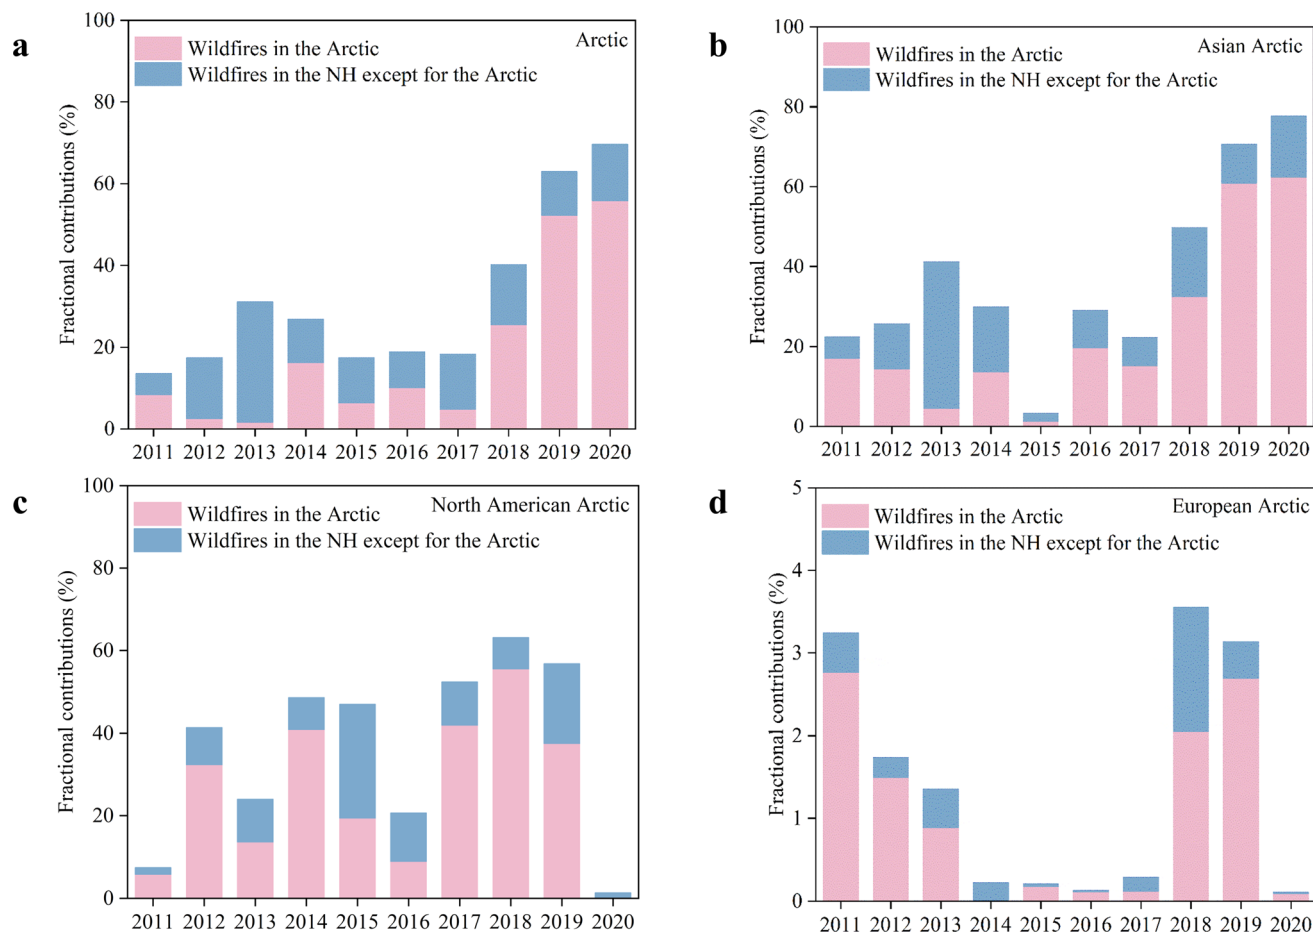 a
Arctic
Wildfires in the Arctic
Wildfires in the NH except for the Arctic
Fractional contributions (%)
100
80
60
40
20
0
2011 2012 2013 2014 2015 2016 2017 2018 2019 2020
b
Asian Arctic
Wildfires in the Arctic
Wildfires in the NH except for the Arctic
Fractional contributions (%)
100
80
60
40
20
0
2011 2012 2013 2014 2015 2016 2017 2018 2019 2020
c
North American Arctic
Wildfires in the Arctic
Wildfires in the NH except for the Arctic
Fractional contributions (%)
100
80
60
40
20
0
2011 2012 2013 2014 2015 2016 2017 2018 2019 2020
d
European Arctic
Wildfires in the Arctic
Wildfires in the NH except for the Arctic
Fractional contributions (%)
5
4
3
2
1
0
2011 2012 2013 2014 2015 2016 2017 2018 2019 2020